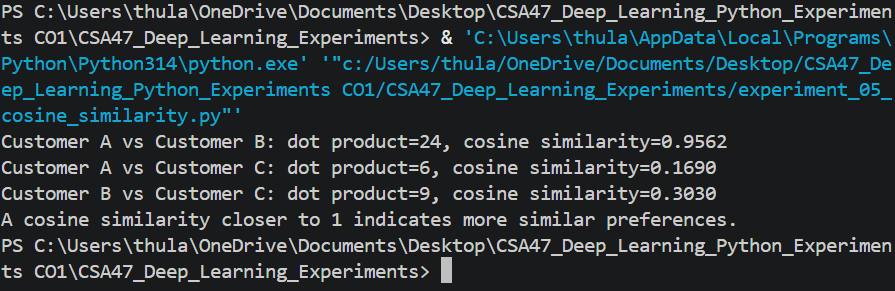 PS C:\Users\thula\OneDrive\Documents\Desktop\CSA47_Deep_Learning_Python_Experimen
ts CO1\CSA47_Deep_Learning_Experiments> & 'C:\Users\thula\AppData\Local\Programs\
Python\Python314\python.exe' '"c:/Users/thula/OneDrive/Documents/Desktop/CSA47_De
ep_Learning_Python_Experiments CO1/CSA47_Deep_Learning_Experiments/experiment_05_
cosine_similarity.py"'
Customer A vs Customer B: dot product=24, cosine similarity=0.9562
Customer A vs Customer C: dot product=6, cosine similarity=0.1690
Customer B vs Customer C: dot product=9, cosine similarity=0.3030
A cosine similarity closer to 1 indicates more similar preferences.
PS C:\Users\thula\OneDrive\Documents\Desktop\CSA47_Deep_Learning_Python_Experimen
ts CO1\CSA47_Deep_Learning_Experiments>